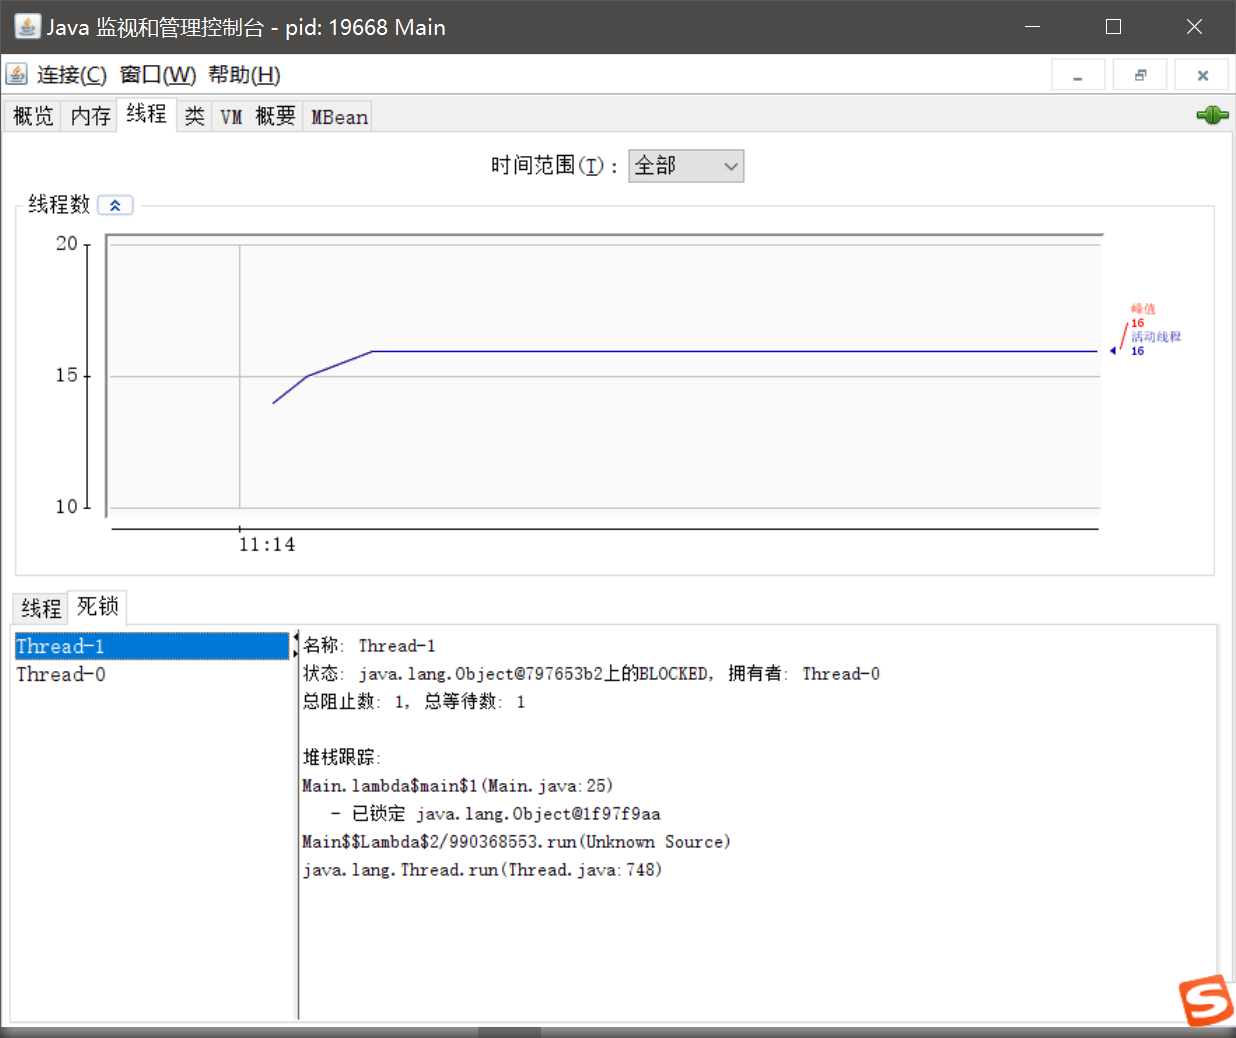 Java 监视和管理控制台 - pid: 19668 Main
连接(C) 窗口(W) 帮助(H)
概览 内存 线程 类 VM 概要 MBean
时间范围(T): 全部
线程数
20
15
10
11:14
峰值
16
活动线程
16
线程 死锁
Thread-1
Thread-0
名称: Thread-1
状态: java.lang.Object@797653b2上的BLOCKED, 拥有者: Thread-0
总阻止数: 1, 总等待数: 1
堆栈跟踪:
Main.lambda$main$1(Main.java:25)
- 已锁定 java.lang.Object@1f97f9aa
Main$$Lambda$2/990368553.run(Unknown Source)
java.lang.Thread.run(Thread.java:748)
S